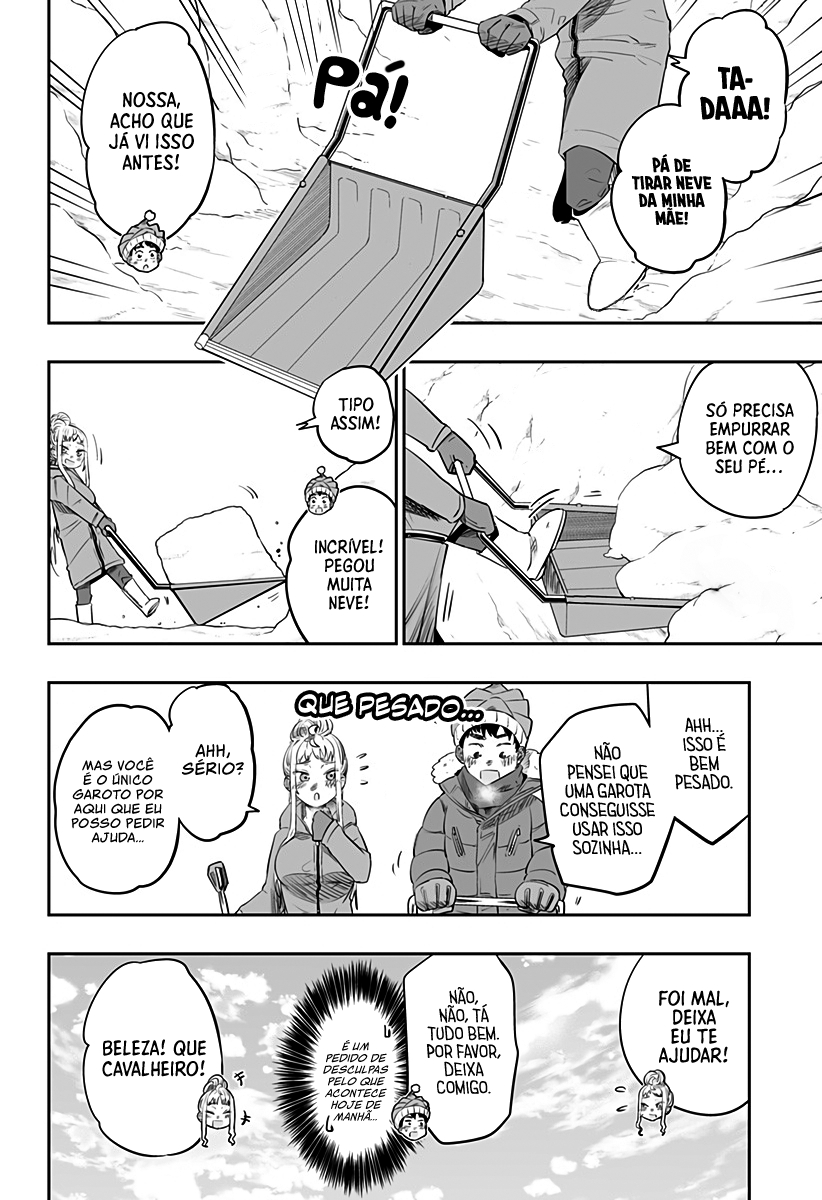 TA-
DAAA!
PÁ DE
TIRAR NEVE
DA MINHA
MÃE!
PÁ!
NOSSA,
ACHO QUE
JÁ VI ISSO
ANTES!
SÓ PRECISA
EMPURRAR
BEM COM O
SEU PÉ...
TIPO
ASSIM!
INCRÍVEL!
PEGOU
MUITA
NEVE!
AHH...
ISSO É
BEM
PESADO.
NÃO
PENSEI QUE
UMA GAROTA
CONSEGUISSE
USAR ISSO
SOZINHA...
QUE PESADO...
AHH,
SÉRIO?
MAS VOCÊ
É O ÚNICO
GAROTO POR
AQUI QUE EU
POSSO PEDIR
AJUDA...
FOI MAL,
DEIXA
EU TE
AJUDAR!
NÃO,
NÃO, TÁ
TUDO BEM.
POR FAVOR,
DEIXA
COMIGO.
É UM
PEDIDO DE
DESCULPAS
PELO QUE
ACONTECE
HOJE DE
MANHÃ...
BELEZA! QUE
CAVALHEIRO!